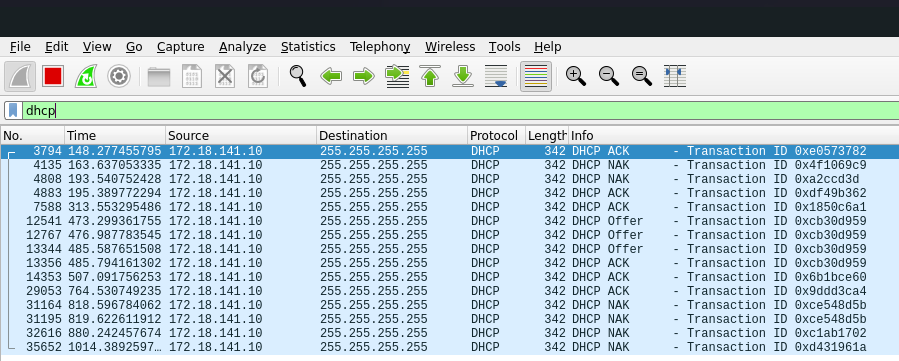 File Edit View Go Capture Analyze Statistics Telephony Wireless Tools Help
dhcp
No. Time Source Destination Protocol Length Info
3794 148.277455795 172.18.141.10 255.255.255.255 DHCP 342 DHCP ACK - Transaction ID 0xe0573782
4135 163.637053335 172.18.141.10 255.255.255.255 DHCP 342 DHCP NAK - Transaction ID 0x4f1069c9
4808 193.540752428 172.18.141.10 255.255.255.255 DHCP 342 DHCP NAK - Transaction ID 0xa2ccd3d
4883 195.389772294 172.18.141.10 255.255.255.255 DHCP 342 DHCP ACK - Transaction ID 0xdf49b362
7588 313.553295486 172.18.141.10 255.255.255.255 DHCP 342 DHCP ACK - Transaction ID 0x1850c6a1
12541 473.299361755 172.18.141.10 255.255.255.255 DHCP 342 DHCP Offer - Transaction ID 0xcb30d959
12767 476.987783545 172.18.141.10 255.255.255.255 DHCP 342 DHCP Offer - Transaction ID 0xcb30d959
13344 485.587651508 172.18.141.10 255.255.255.255 DHCP 342 DHCP Offer - Transaction ID 0xcb30d959
13356 485.794161302 172.18.141.10 255.255.255.255 DHCP 342 DHCP ACK - Transaction ID 0xcb30d959
14353 507.091756253 172.18.141.10 255.255.255.255 DHCP 342 DHCP ACK - Transaction ID 0x6b1bce60
29053 764.530749235 172.18.141.10 255.255.255.255 DHCP 342 DHCP ACK - Transaction ID 0x9ddd3ca4
31164 818.596784062 172.18.141.10 255.255.255.255 DHCP 342 DHCP NAK - Transaction ID 0xce548d5b
31195 819.622611912 172.18.141.10 255.255.255.255 DHCP 342 DHCP NAK - Transaction ID 0xce548d5b
32616 880.242457674 172.18.141.10 255.255.255.255 DHCP 342 DHCP NAK - Transaction ID 0xc1ab1702
35652 1014.3892597… 172.18.141.10 255.255.255.255 DHCP 342 DHCP NAK - Transaction ID 0xd431961a